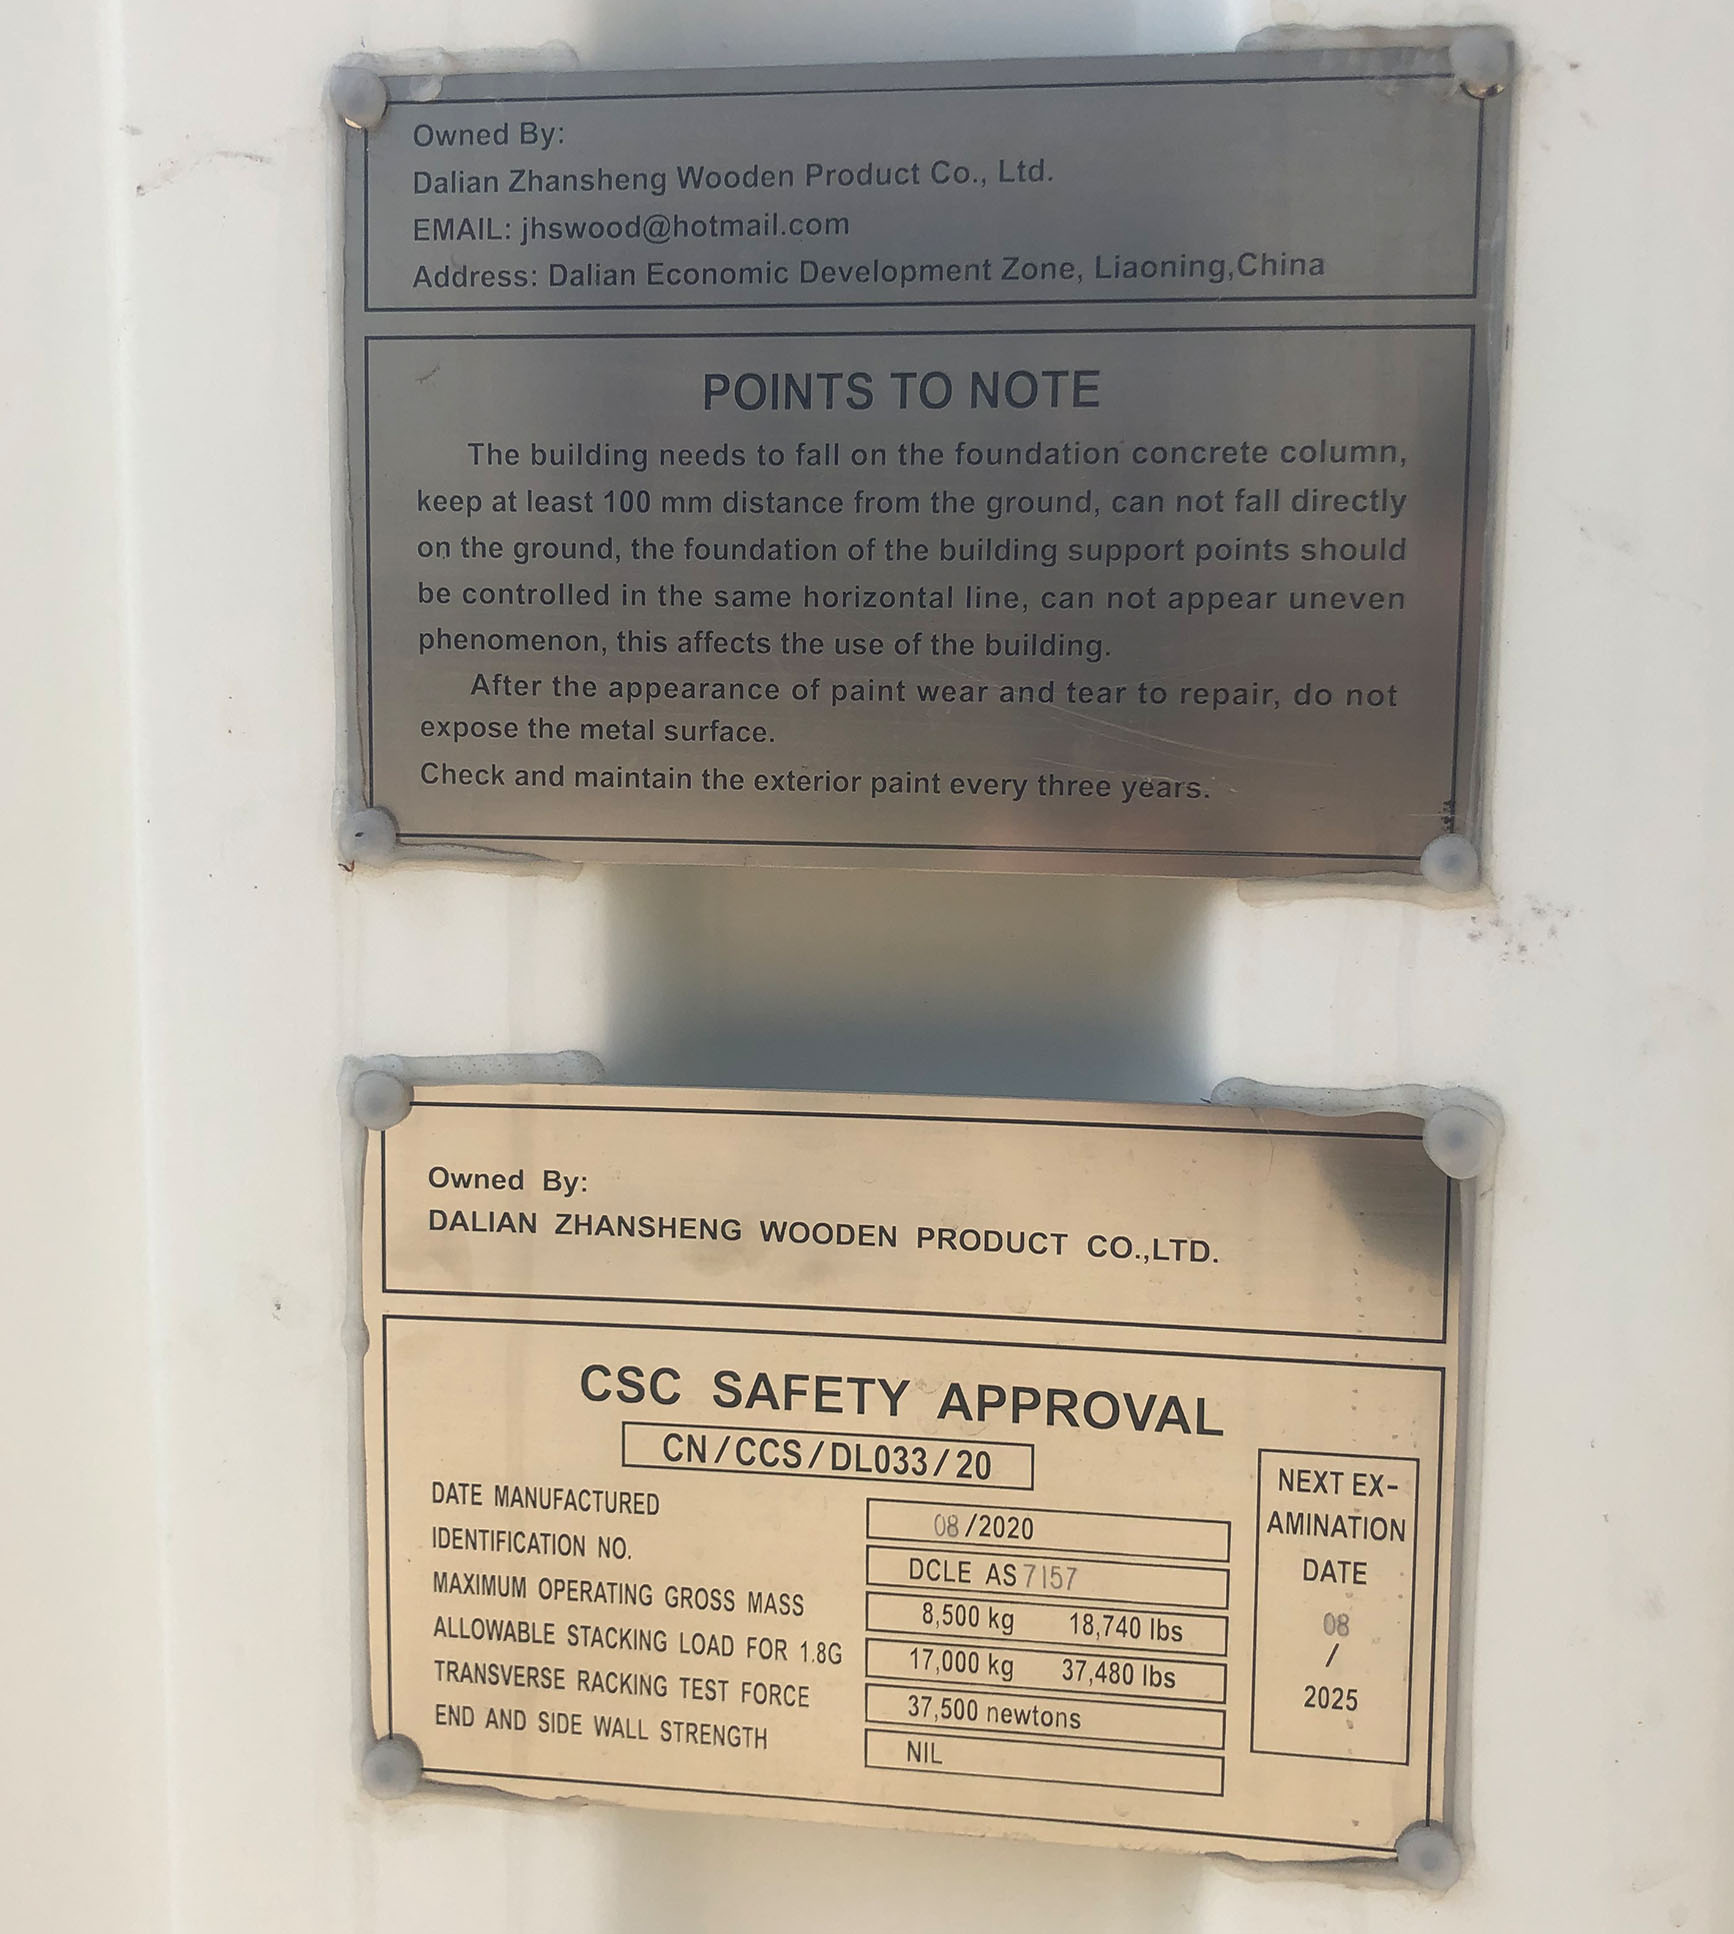 Owned By:
Dalian Zhansheng Wooden Product Co., Ltd.
EMAIL: jhswood@hotmail.com
Address: Dalian Economic Development Zone, Liaoning,China
POINTS TO NOTE
The building needs to fall on the foundation concrete column,
keep at least 100 mm distance from the ground, can not fall directly
on the ground, the foundation of the building support points should
be controlled in the same horizontal line, can not appear uneven
phenomenon, this affects the use of the building.
After the appearance of paint wear and tear to repair, do not
expose the metal surface.
Check and maintain the exterior paint every three years.
Owned By:
DALIAN ZHANSHENG WOODEN PRODUCT CO.,LTD.
CSC SAFETY APPROVAL
CN/CCS/DL033/20
DATE MANUFACTURED 08/2020
IDENTIFICATION NO. DCLE AS7157
MAXIMUM OPERATING GROSS MASS 8,500 kg 18,740 lbs
ALLOWABLE STACKING LOAD FOR 1.8G 17,000 kg 37,480 lbs
TRANSVERSE RACKING TEST FORCE 37,500 newtons
END AND SIDE WALL STRENGTH NIL
NEXT EX-
AMINATION
DATE
08
/
2025